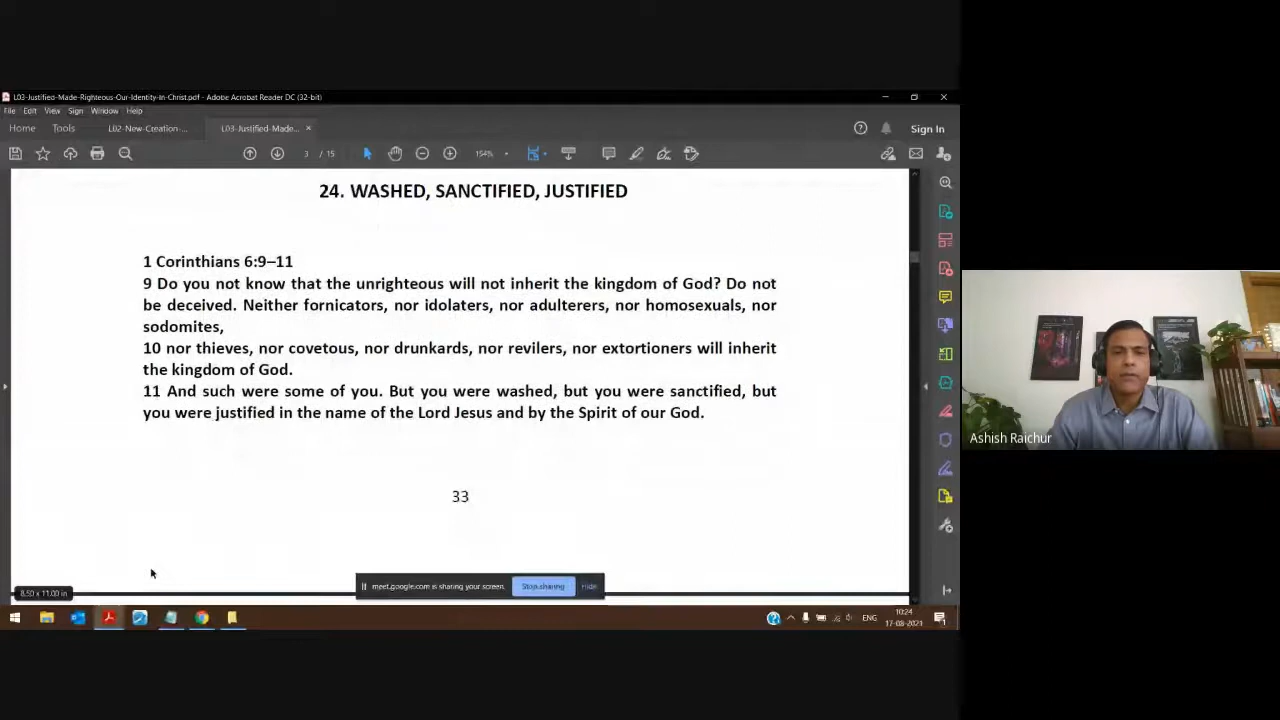 L03-Justified-Made-Righteous-Our-Identity-In-Christ.pdf - Adobe Acrobat Reader DC (32-bit)
File Edit View Sign Window Help
Home Tools L02-New-Creation-... L03-Justified-Made... × Sign In
3 / 15 154%
24. WASHED, SANCTIFIED, JUSTIFIED
1 Corinthians 6:9–11
9 Do you not know that the unrighteous will not inherit the kingdom of God? Do not
be deceived. Neither fornicators, nor idolaters, nor adulterers, nor homosexuals, nor
sodomites,
10 nor thieves, nor covetous, nor drunkards, nor revilers, nor extortioners will inherit
the kingdom of God.
11 And such were some of you. But you were washed, but you were sanctified, but
you were justified in the name of the Lord Jesus and by the Spirit of our God.
33
Ashish Raichur
8.50 x 11.00 in
meet.google.com is sharing your screen. Stop sharing Hide
ENG
10:24
17-08-2021